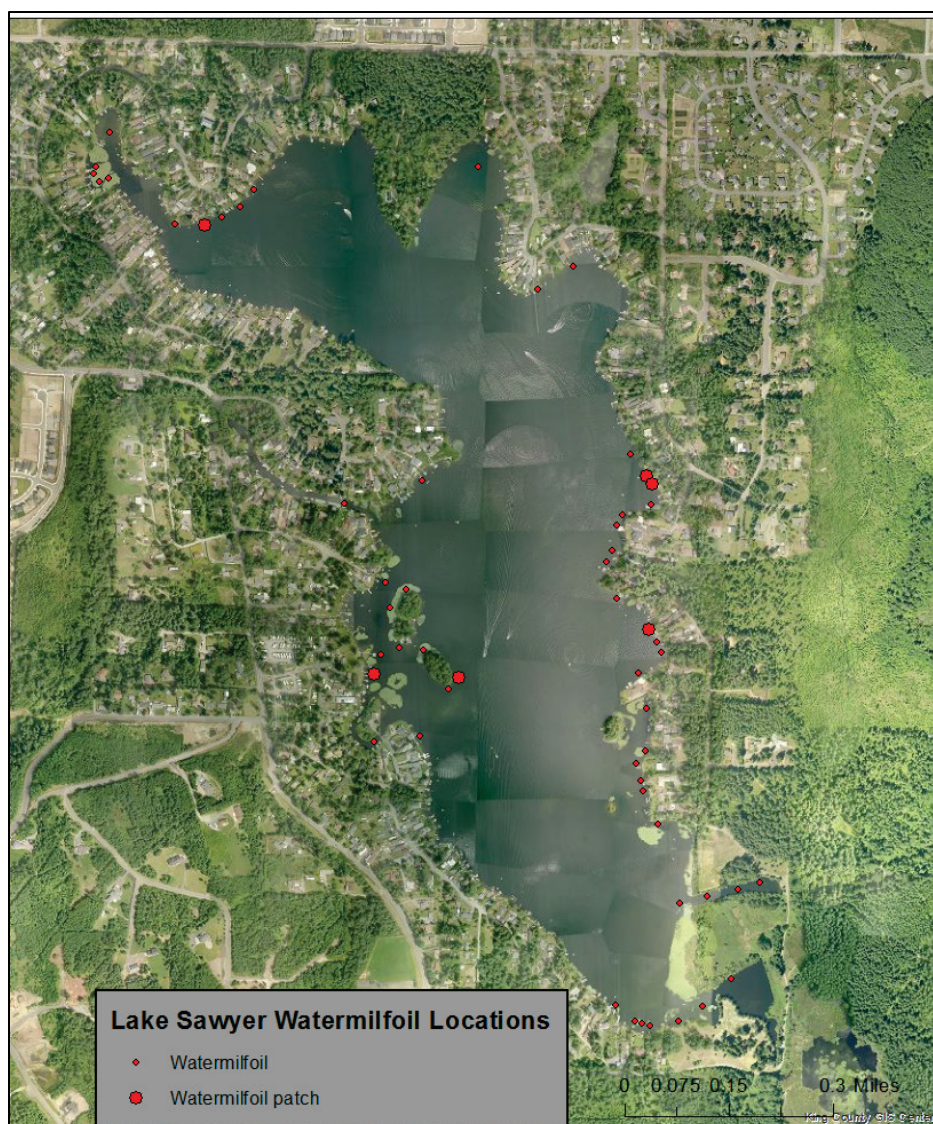 Lake Sawyer Watermilfoil Locations
Watermilfoil
Watermilfoil patch
0 0.075 0.15 0.3 Miles
King County GIS Center